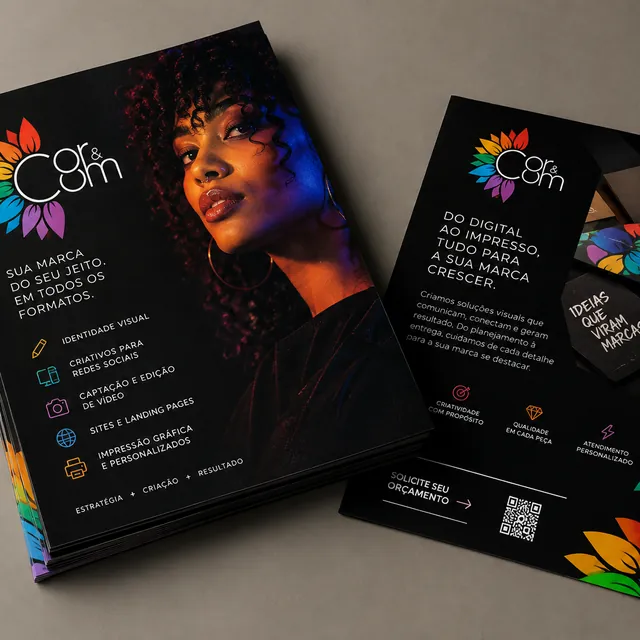 Cor
&
Com
SUA MARCA
DO SEU JEITO.
EM TODOS OS
FORMATOS.
IDENTIDADE VISUAL
CRIATIVOS PARA
REDES SOCIAIS
CAPTAÇÃO E EDIÇÃO
DE VÍDEO
SITES E LANDING PAGES
IMPRESSÃO GRÁFICA
E PERSONALIZADOS
ESTRATÉGIA + CRIAÇÃO + RESULTADO
Cor
&
Com
DO DIGITAL
AO IMPRESSO,
TUDO PARA
A SUA MARCA
CRESCER.
Criamos soluções visuais que
comunicam, conectam e geram
resultado. Do planejamento à
entrega, cuidamos de cada detalhe
para a sua marca se destacar.
IDEIAS
QUE
VIRAM
MARCAS
CRIATIVIDADE
COM PROPÓSITO
QUALIDADE
EM CADA PEÇA
ATENDIMENTO
PERSONALIZADO
SOLICITE SEU
ORÇAMENTO →